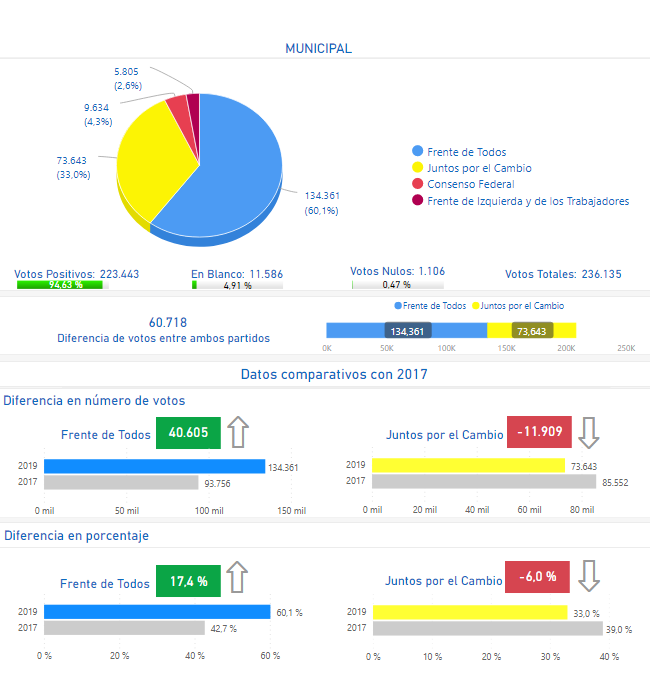 MUNICIPAL
5.805
(2,6%)
9.634
(4,3%)
73.643
(33,0%)
134.361
(60,1%)
Frente de Todos
Juntos por el Cambio
Consenso Federal
Frente de Izquierda y de los Trabajadores
Votos Positivos: 223.443
94,63 %
En Blanco: 11.586
4,91 %
Votos Nulos: 1.106
0,47 %
Votos Totales: 236.135
60.718
Diferencia de votos entre ambos partidos
Frente de Todos Juntos por el Cambio
134,361 73,643
0K 50K 100K 150K 200K 250K
Datos comparativos con 2017
Diferencia en número de votos
Frente de Todos 40.605
2019 134.361
2017 93.756
0 mil 50 mil 100 mil 150 mil
Juntos por el Cambio -11.909
2019 73.643
2017 85.552
0 mil 20 mil 40 mil 60 mil 80 mil
Diferencia en porcentaje
Frente de Todos 17,4 %
2019 60,1 %
2017 42,7 %
0 % 20 % 40 % 60 %
Juntos por el Cambio -6,0 %
2019 33,0 %
2017 39,0 %
0 % 10 % 20 % 30 % 40 %